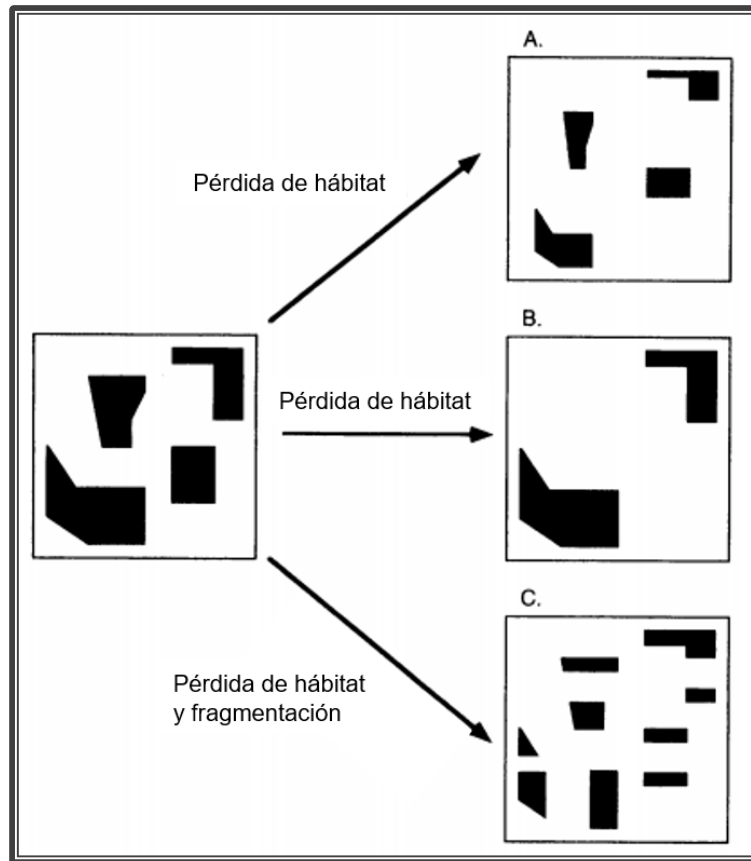 A.
Pérdida de hábitat
B.
Pérdida de hábitat
C.
Pérdida de hábitat
y fragmentación